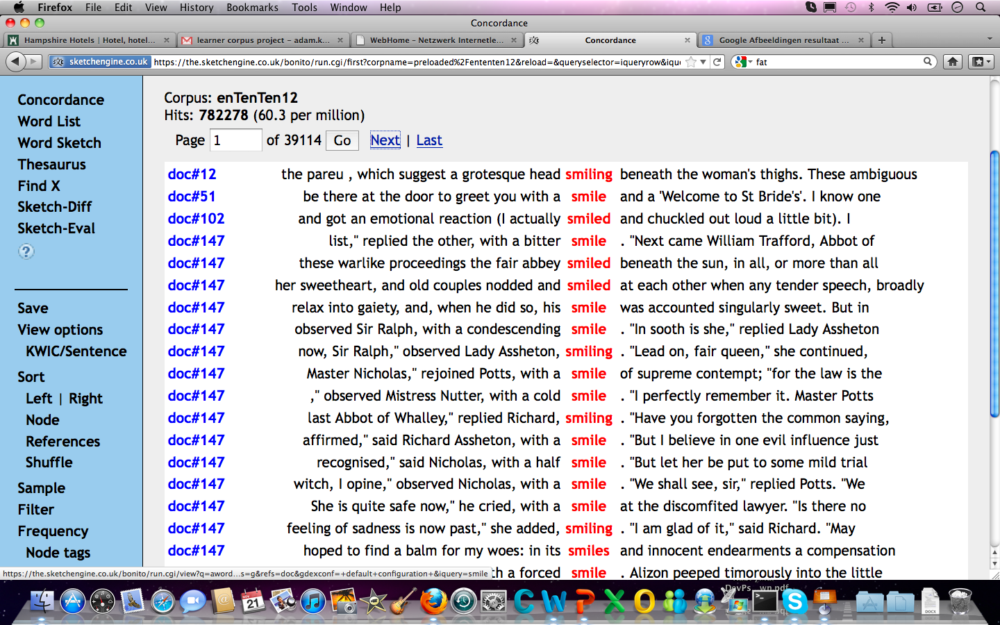 Firefox File Edit View History Bookmarks Tools Window Help
Concordance
Hampshire Hotels | Hotel, hotel... learner corpus project – adam.k... WebHome – Netzwerk Internetle... Concordance Google Afbeeldingen resultaat ...
sketchengine.co.uk https://the.sketchengine.co.uk/bonito/run.cgi/first?corpname=preloaded%2Fententen12&reload=&queryselector=iqueryrow&iqu fat
Concordance
Word List
Word Sketch
Thesaurus
Find X
Sketch-Diff
Sketch-Eval
?
Save
View options
KWIC/Sentence
Sort
Left | Right
Node
References
Shuffle
Sample
Filter
Frequency
Node tags
Corpus: enTenTen12
Hits: 782278 (60.3 per million)
Page 1 of 39114 Go Next | Last
doc#12 the pareu , which suggest a grotesque head smiling beneath the woman's thighs. These ambiguous
doc#51 be there at the door to greet you with a smile and a 'Welcome to St Bride's'. I know one
doc#102 and got an emotional reaction (I actually smiled and chuckled out loud a little bit). I
doc#147 list," replied the other, with a bitter smile . "Next came William Trafford, Abbot of
doc#147 these warlike proceedings the fair abbey smiled beneath the sun, in all, or more than all
doc#147 her sweetheart, and old couples nodded and smiled at each other when any tender speech, broadly
doc#147 relax into gaiety, and, when he did so, his smile was accounted singularly sweet. But in
doc#147 observed Sir Ralph, with a condescending smile . "In sooth is she," replied Lady Assheton
doc#147 now, Sir Ralph," observed Lady Assheton, smiling . "Lead on, fair queen," she continued,
doc#147 Master Nicholas," rejoined Potts, with a smile of supreme contempt; "for the law is the
doc#147 ," observed Mistress Nutter, with a cold smile . "I perfectly remember it. Master Potts
doc#147 last Abbot of Whalley," replied Richard, smiling . "Have you forgotten the common saying,
doc#147 affirmed," said Richard Assheton, with a smile . "But I believe in one evil influence just
doc#147 recognised," said Nicholas, with a half smile . "But let her be put to some mild trial
doc#147 witch, I opine," observed Nicholas, with a smile . "We shall see, sir," replied Potts. "We
doc#147 She is quite safe now," he cried, with a smile at the discomfited lawyer. "Is there no
doc#147 feeling of sadness is now past," she added, smiling . "I am glad of it," said Richard. "May
doc#147 hoped to find a balm for my woes: in its smiles and innocent endearments a compensation
th a forced smile . Alizon peeped timorously into the little
https://the.sketchengine.co.uk/bonito/run.cgi/view?q=aword...s=g&refs=doc&gdexconf=+default+configuration+&iquery=smile
DevPs...wn.pdf
JUL 21
DOCX